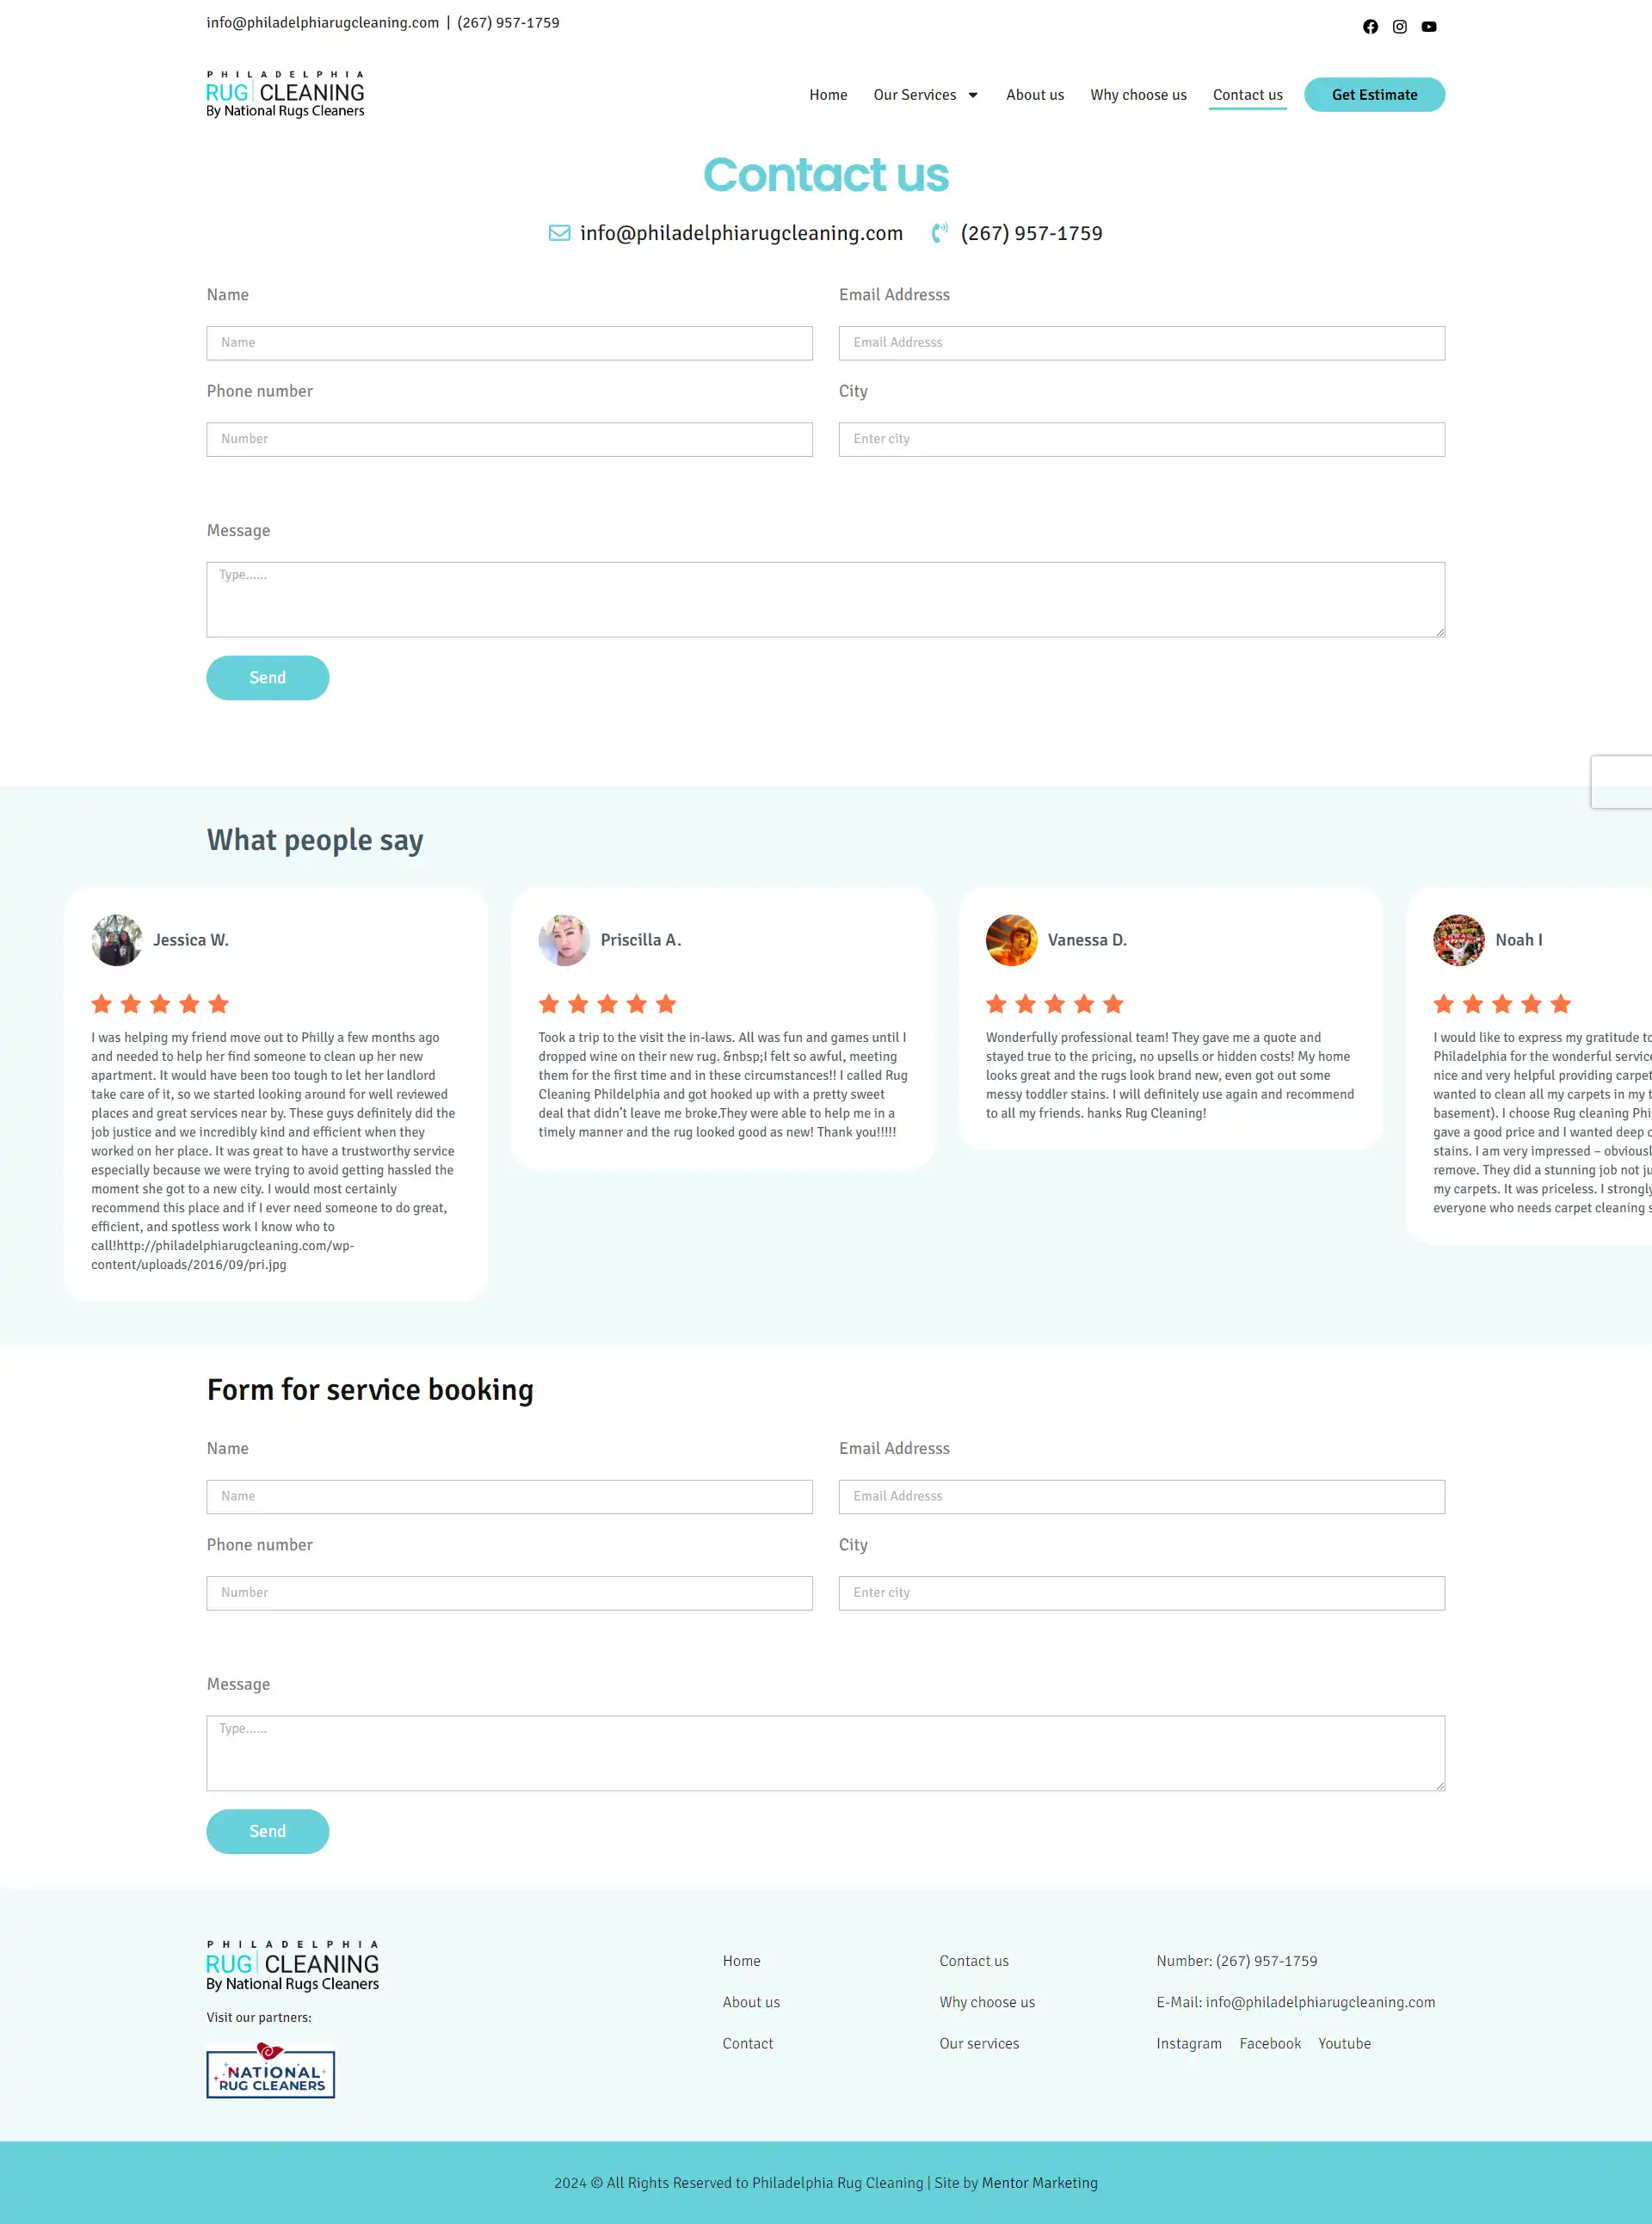 info@philadelphiarugcleaning.com | (267) 957-1759
PHILADELPHIA
RUG CLEANING
By National Rugs Cleaners
Home Our Services About us Why choose us Contact us Get Estimate
Contact us
info@philadelphiarugcleaning.com (267) 957-1759
Name Email Addresss
Name Email Addresss
Phone number City
Number Enter city
Message
Type......
Send
What people say
Jessica W.
I was helping my friend move out to Philly a few months ago
and needed to help her find someone to clean up her new
apartment. It would have been too tough to let her landlord
take care of it, so we started looking around for well reviewed
places and great services near by. These guys definitely did the
job justice and we incredibly kind and efficient when they
worked on her place. It was great to have a trustworthy service
especially because we were trying to avoid getting hassled the
moment she got to a new city. I would most certainly
recommend this place and if I ever need someone to do great,
efficient, and spotless work I know who to
call!http://philadelphiarugcleaning.com/wp-
content/uploads/2016/09/pri.jpg
Priscilla A.
Took a trip to the visit the in-laws. All was fun and games until I
dropped wine on their new rug. &nbsp;I felt so awful, meeting
them for the first time and in these circumstances!! I called Rug
Cleaning Phildelphia and got hooked up with a pretty sweet
deal that didn’t leave me broke.They were able to help me in a
timely manner and the rug looked good as new! Thank you!!!!!
Vanessa D.
Wonderfully professional team! They gave me a quote and
stayed true to the pricing, no upsells or hidden costs! My home
looks great and the rugs look brand new, even got out some
messy toddler stains. I will definitely use again and recommend
to all my friends. hanks Rug Cleaning!
Noah I
I would like to express my gratitude to
Philadelphia for the wonderful service
nice and very helpful providing carpet
wanted to clean all my carpets in my t
basement). I choose Rug cleaning Phi
gave a good price and I wanted deep c
stains. I am very impressed – obviousl
remove. They did a stunning job not ju
my carpets. It was priceless. I strongly
everyone who needs carpet cleaning s
Form for service booking
Name Email Addresss
Name Email Addresss
Phone number City
Number Enter city
Message
Type......
Send
PHILADELPHIA
RUG CLEANING
By National Rugs Cleaners
Visit our partners:
NATIONAL
RUG CLEANERS
Home
About us
Contact
Contact us
Why choose us
Our services
Number: (267) 957-1759
E-Mail: info@philadelphiarugcleaning.com
Instagram Facebook Youtube
2024 © All Rights Reserved to Philadelphia Rug Cleaning | Site by Mentor Marketing